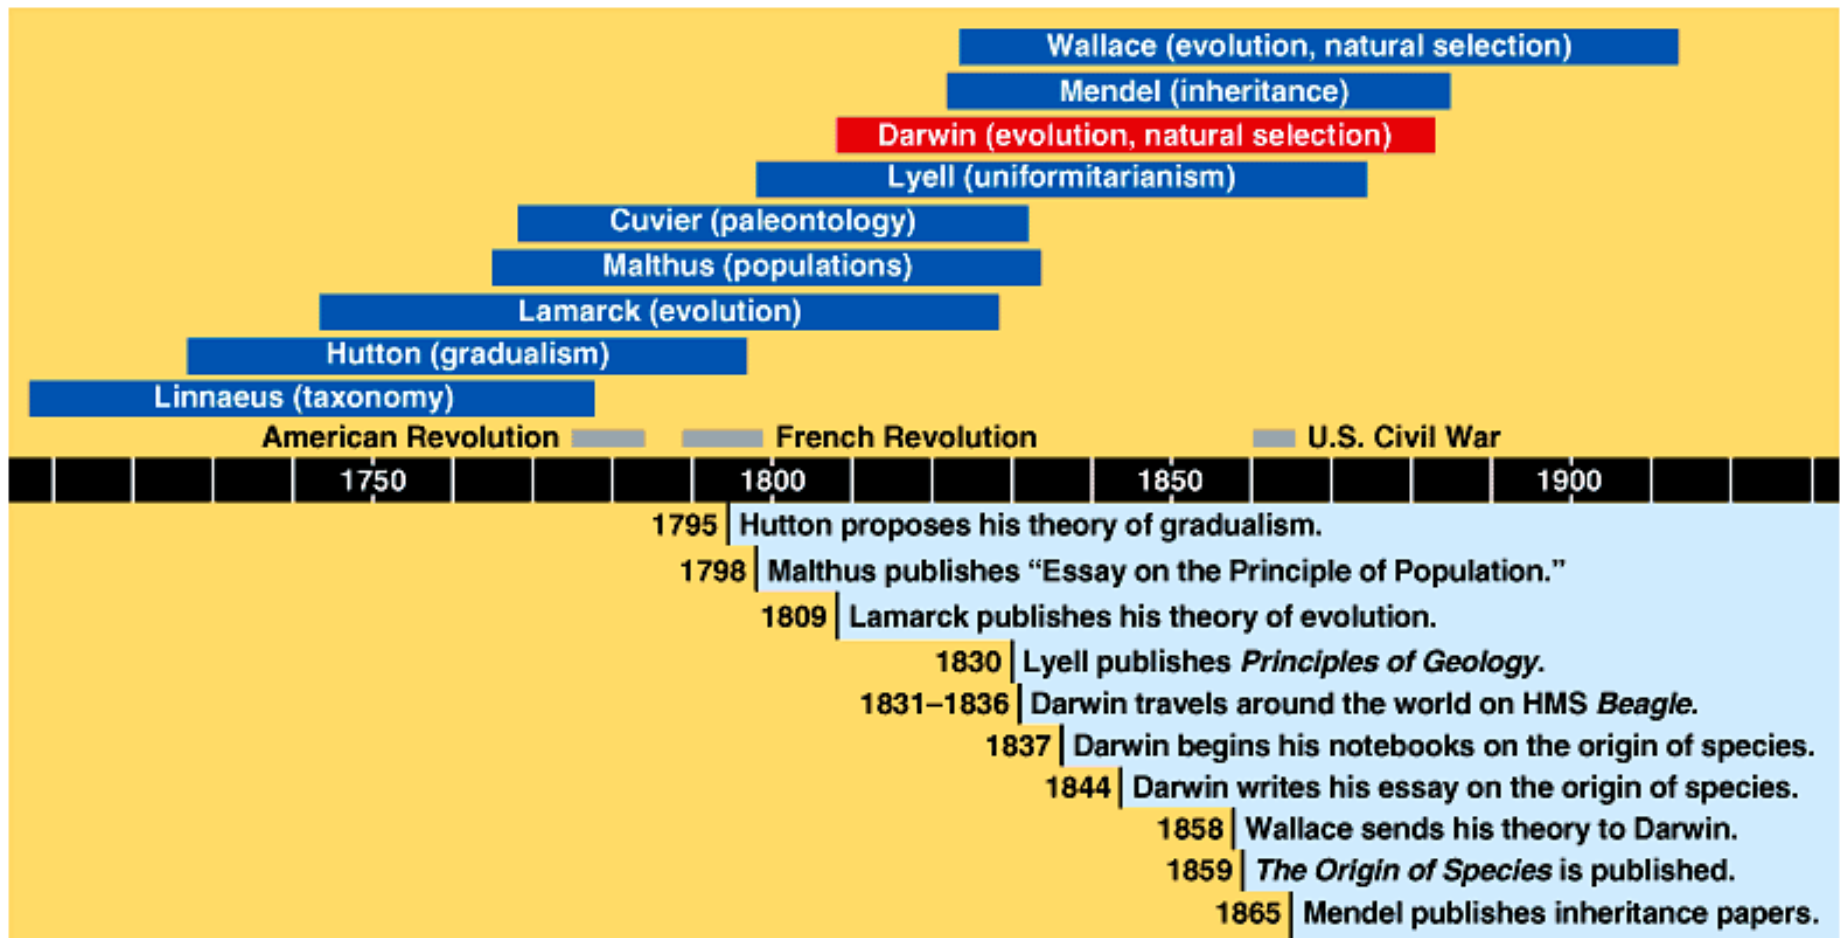 Wallace (evolution, natural selection)
Mendel (inheritance)
Darwin (evolution, natural selection)
Lyell (uniformitarianism)
Cuvier (paleontology)
Malthus (populations)
Lamarck (evolution)
Hutton (gradualism)
Linnaeus (taxonomy)
American Revolution French Revolution U.S. Civil War
1750 1800 1850 1900
1795 Hutton proposes his theory of gradualism.
1798 Malthus publishes “Essay on the Principle of Population.”
1809 Lamarck publishes his theory of evolution.
1830 Lyell publishes Principles of Geology.
1831–1836 Darwin travels around the world on HMS Beagle.
1837 Darwin begins his notebooks on the origin of species.
1844 Darwin writes his essay on the origin of species.
1858 Wallace sends his theory to Darwin.
1859 The Origin of Species is published.
1865 Mendel publishes inheritance papers.